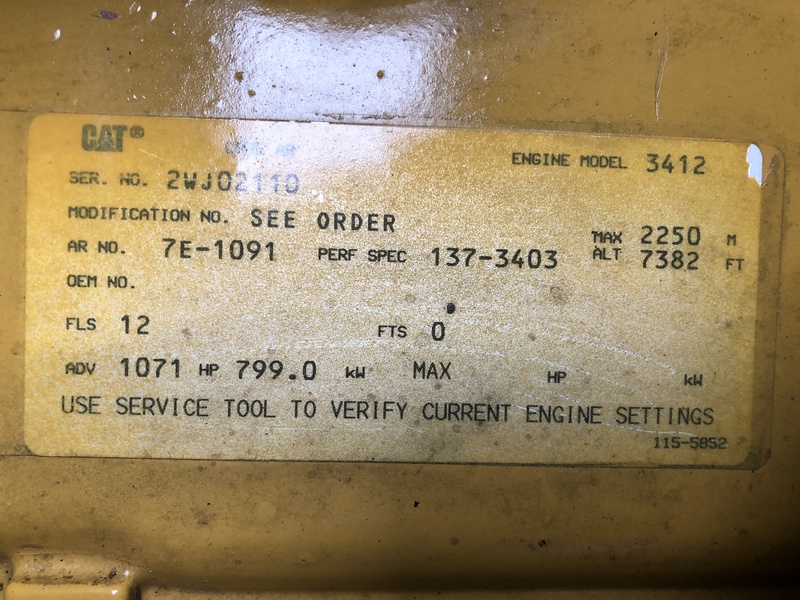 CAT®
ENGINE MODEL 3412
SER. NO. 2WJ02110
MODIFICATION NO. SEE ORDER
AR NO. 7E-1091 PERF SPEC 137-3403 MAX ALT 2250 M 7382 FT
OEM NO.
FLS 12 FTS 0
ADV 1071 HP 799.0 kW MAX HP kW
USE SERVICE TOOL TO VERIFY CURRENT ENGINE SETTINGS
115-5852